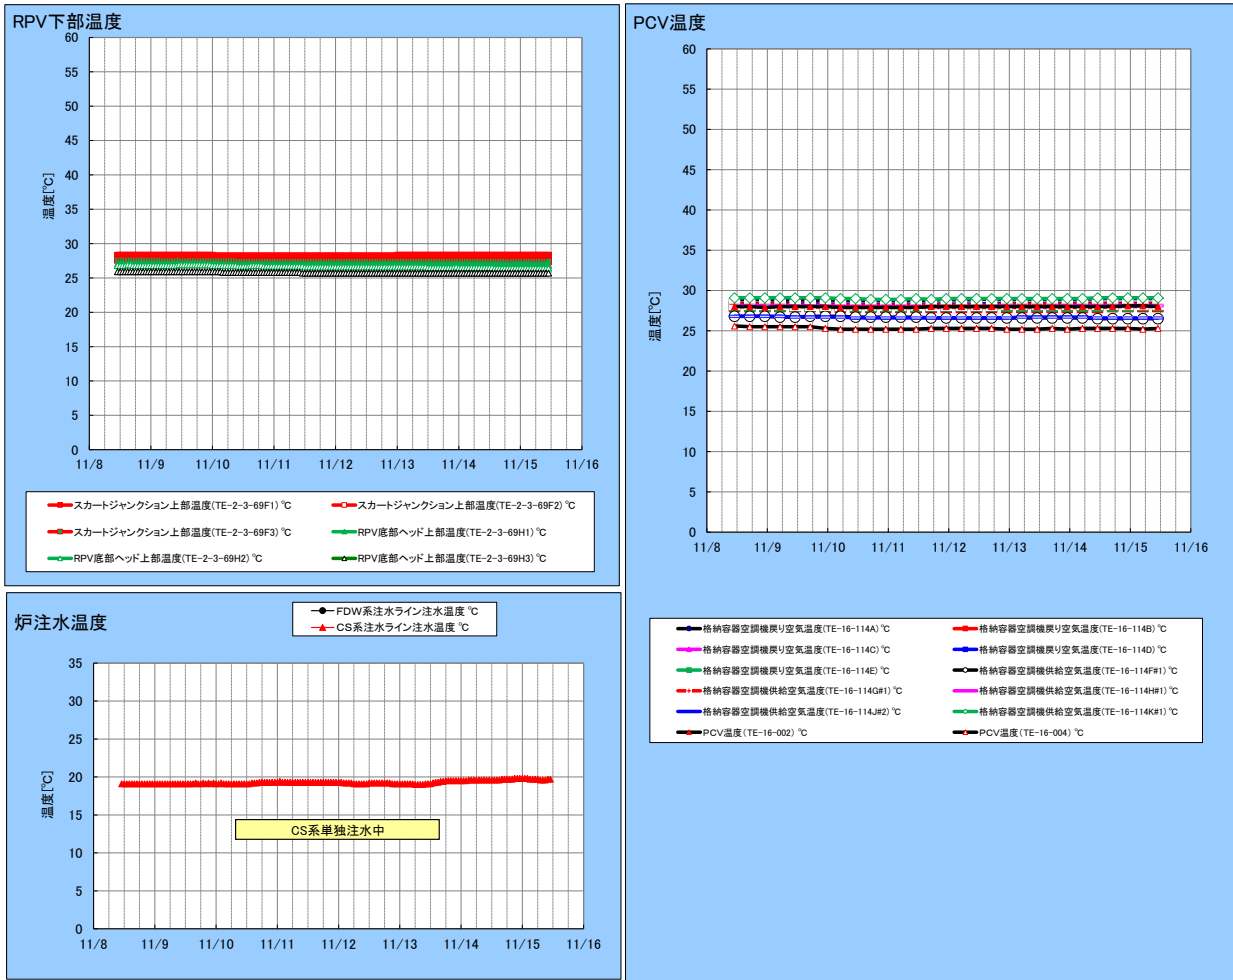 RPV下部温度
60
55
50
45
40
35
30
25
20
15
10
5
0
温度[℃]
11/8 11/9 11/10 11/11 11/12 11/13 11/14 11/15 11/16
スカートジャンクション上部温度(TE-2-3-69F1) ℃ スカートジャンクション上部温度(TE-2-3-69F2) ℃
スカートジャンクション上部温度(TE-2-3-69F3) ℃ RPV底部ヘッド上部温度(TE-2-3-69H1) ℃
RPV底部ヘッド上部温度(TE-2-3-69H2) ℃ RPV底部ヘッド上部温度(TE-2-3-69H3) ℃
炉注水温度
FDW系注水ライン注水温度 ℃
CS系注水ライン注水温度 ℃
35
30
25
20
15
10
5
0
温度[℃]
CS系単独注水中
11/8 11/9 11/10 11/11 11/12 11/13 11/14 11/15 11/16
PCV温度
60
55
50
45
40
35
30
25
20
15
10
5
0
温度[℃]
11/8 11/9 11/10 11/11 11/12 11/13 11/14 11/15 11/16
格納容器空調機戻り空気温度(TE-16-114A) ℃ 格納容器空調機戻り空気温度(TE-16-114B) ℃
格納容器空調機戻り空気温度(TE-16-114C) ℃ 格納容器空調機戻り空気温度(TE-16-114D) ℃
格納容器空調機戻り空気温度(TE-16-114E) ℃ 格納容器空調機供給空気温度(TE-16-114F#1) ℃
格納容器空調機供給空気温度(TE-16-114G#1) ℃ 格納容器空調機供給空気温度(TE-16-114H#1) ℃
格納容器空調機供給空気温度(TE-16-114J#2) ℃ 格納容器空調機供給空気温度(TE-16-114K#1) ℃
PCV温度(TE-16-002) ℃ PCV温度(TE-16-004) ℃